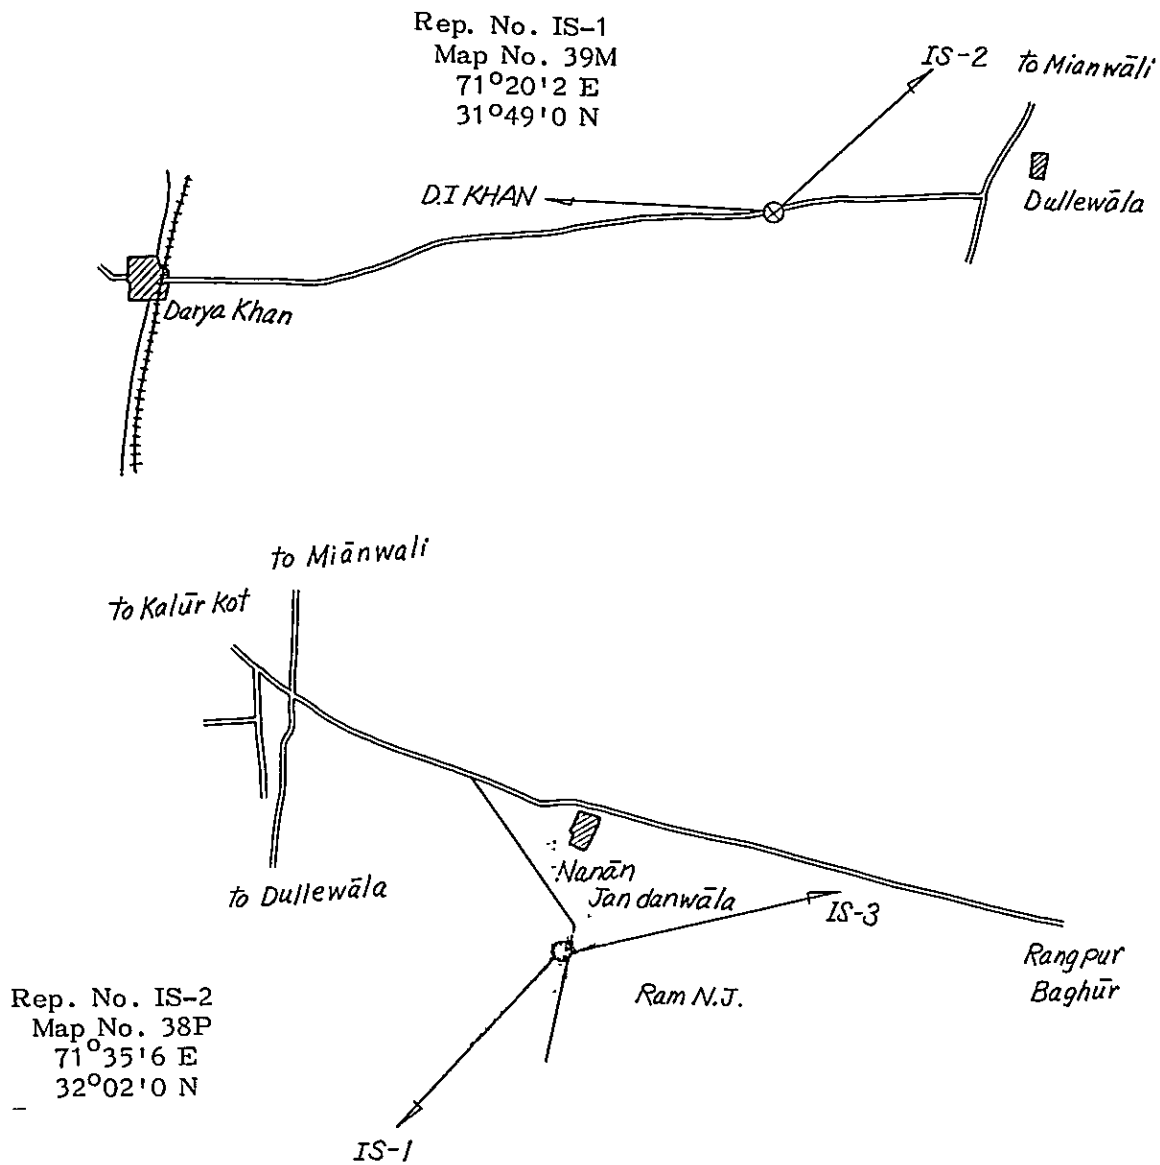 Rep. No. IS-1
Map No. 39M
71°20'2 E
31°49'0 N
IS-2
to Mianwāli
D.I KHAN
Dullewāla
Darya Khan
to Miānwali
to Kalūr Kot
Nanān
Jandanwāla
to Dullewāla
IS-3
Rangpur
Baghūr
Ram N.J.
Rep. No. IS-2
Map No. 38P
71°35'6 E
32°02'0 N
IS-1